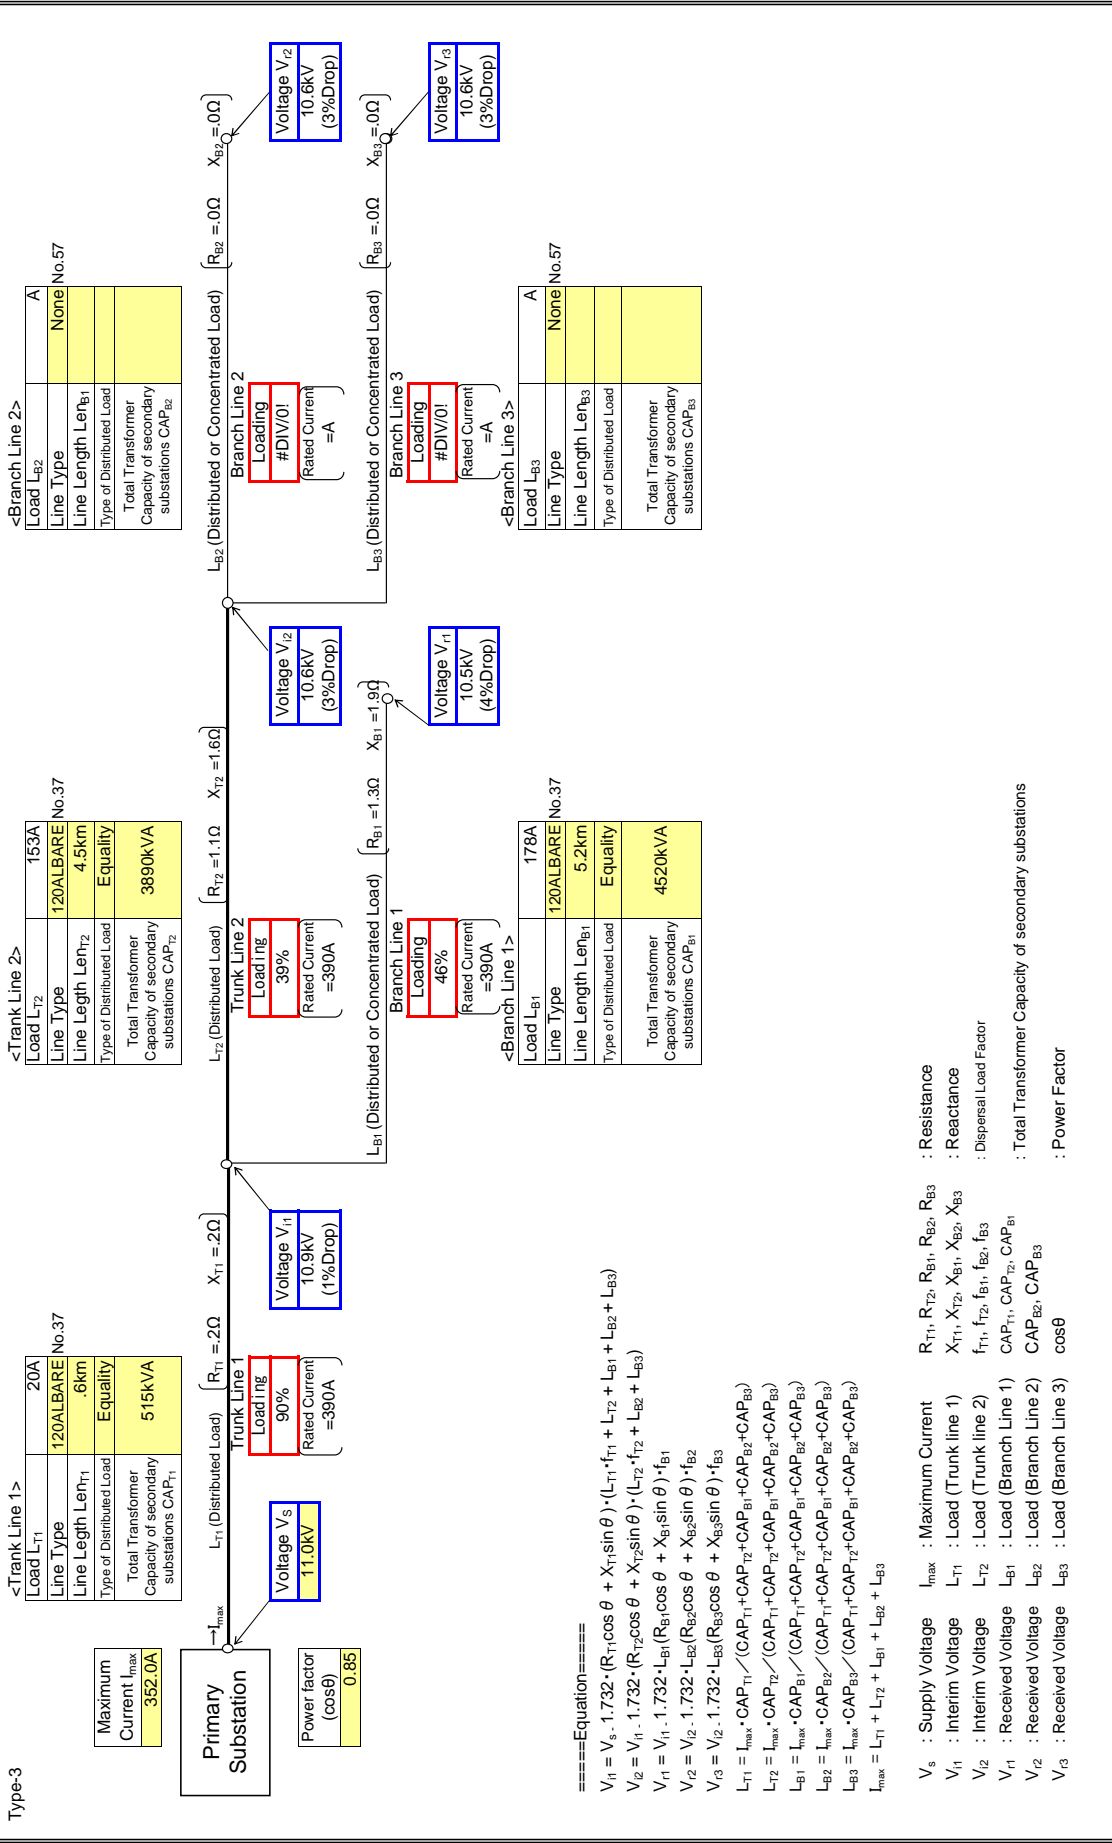 Type-3
Maximum
Current Imax
352.0A
Primary
Substation
Power factor
(cosθ)
0.85
→Imax
Voltage VS
11.0kV
<Trank Line 1>
Load LT1 20A
Line Type 120ALBARE No.37
Line Legth LenT1 .6km
Type of Distributed Load Equality
Total Transformer
Capacity of secondary
substations CAPT1
515kVA
LT1 (Distributed Load)
RT1 =.2Ω XT1 =.2Ω
Trunk Line 1
Loading
90%
Rated Current
=390A
Voltage Vi1
10.9kV
(1%Drop)
<Trank Line 2>
Load LT2 153A
Line Type 120ALBARE No.37
Line Length LenT2 4.5km
Type of Distributed Load Equality
Total Transformer
Capacity of secondary
substations CAPT2
3890kVA
LT2 (Distributed Load)
RT2 =1.1Ω XT2 =1.6Ω
Trunk Line 2
Loading
39%
Rated Current
=390A
Voltage Vi2
10.6kV
(3%Drop)
LB1 (Distributed or Concentrated Load)
RB1 =1.3Ω XB1 =1.9Ω
Branch Line 1
Loading
46%
Rated Current
=390A
Voltage Vr1
10.5kV
(4%Drop)
<Branch Line 1>
Load LB1 178A
Line Type 120ALBARE No.37
Line Length LenB1 5.2km
Type of Distributed Load Equality
Total Transformer
Capacity of secondary
substations CAPB1
4520kVA
<Branch Line 2>
Load LB2 A
Line Type None No.57
Line Length LenB1
Type of Distributed Load
Total Transformer
Capacity of secondary
substations CAPB2
LB2 (Distributed or Concentrated Load)
RB2 =.0Ω XB2 =.0Ω
Branch Line 2
Loading
#DIV/0!
Rated Current
=A
Voltage Vr2
10.6kV
(3%Drop)
LB3 (Distributed or Concentrated Load)
RB3 =.0Ω XB3 =.0Ω
Branch Line 3
Loading
#DIV/0!
Rated Current
=A
Voltage Vr3
10.6kV
(3%Drop)
<Branch Line 3>
Load LB3 A
Line Type None No.57
Line Length LenB3
Type of Distributed Load
Total Transformer
Capacity of secondary
substations CAPB3
=====Equation=====
Vi1 = Vs - 1.732･(RT1cos θ + XT1sin θ)･(LT1･fT1 + LT2 + LB1 + LB2 + LB3)
Vi2 = Vi1 - 1.732･(RT2cos θ + XT2sin θ)･(LT2･fT2 + LB2 + LB3)
Vr1 = Vi1 - 1.732･LB1(RB1cos θ + XB1sin θ)･fB1
Vr2 = Vi2 - 1.732･LB2(RB2cos θ + XB2sin θ)･fB2
Vr3 = Vi2 - 1.732･LB3(RB3cos θ + XB3sin θ)･fB3
LT1 = Imax･CAPT1／(CAPT1+CAPT2+CAPB1+CAPB2+CAPB3)
LT2 = Imax･CAPT2／(CAPT1+CAPT2+CAPB1+CAPB2+CAPB3)
LB1 = Imax･CAPB1／(CAPT1+CAPT2+CAPB1+CAPB2+CAPB3)
LB2 = Imax･CAPB2／(CAPT1+CAPT2+CAPB1+CAPB2+CAPB3)
LB3 = Imax･CAPB3／(CAPT1+CAPT2+CAPB1+CAPB2+CAPB3)
Imax = LT1 + LT2 + LB1 + LB2 + LB3
Vs : Supply Voltage Imax : Maximum Current RT1, RT2, RB1, RB2, RB3 : Resistance
Vi1 : Interim Voltage LT1 : Load (Trunk line 1) XT1, XT2, XB1, XB2, XB3 : Reactance
Vi2 : Interim Voltage LT2 : Load (Trunk line 2) fT1, fT2, fB1, fB2, fB3 : Dispersal Load Factor
Vr1 : Received Voltage LB1 : Load (Branch Line 1) CAPT1, CAPT2, CAPB1 : Total Transformer Capacity of secondary substations
Vr2 : Received Voltage LB2 : Load (Branch Line 2) CAPB2, CAPB3
Vr3 : Received Voltage LB3 : Load (Branch Line 3) cosθ : Power Factor